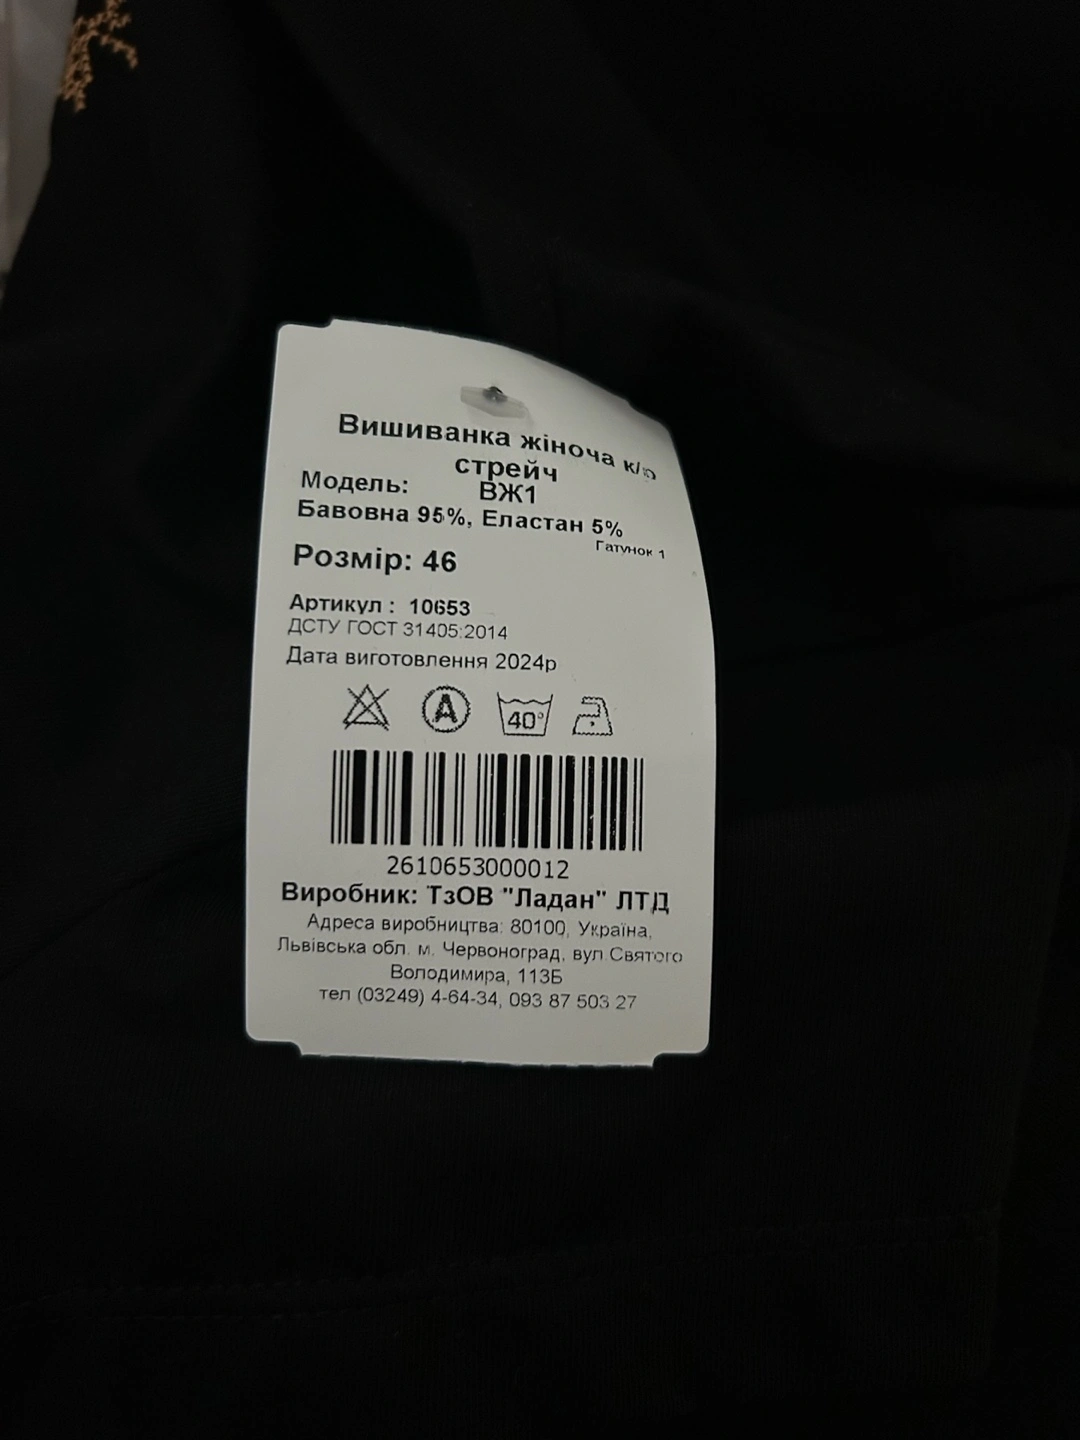 Вишиванка жіноча к/р
стрейч
Модель: ВЖ1
Бавовна 95%, Еластан 5%
Гатунок 1
Розмір: 46
Артикул : 10653
ДСТУ ГОСТ 31405:2014
Дата виготовлення 2024р
A 40°
2610653000012
Виробник: ТзОВ "Ладан" ЛТД
Адреса виробництва: 80100, Україна,
Львівська обл. м. Червоноград, вул.Святого
Володимира, 113Б
тел (03249) 4-64-34, 093 87 503 27